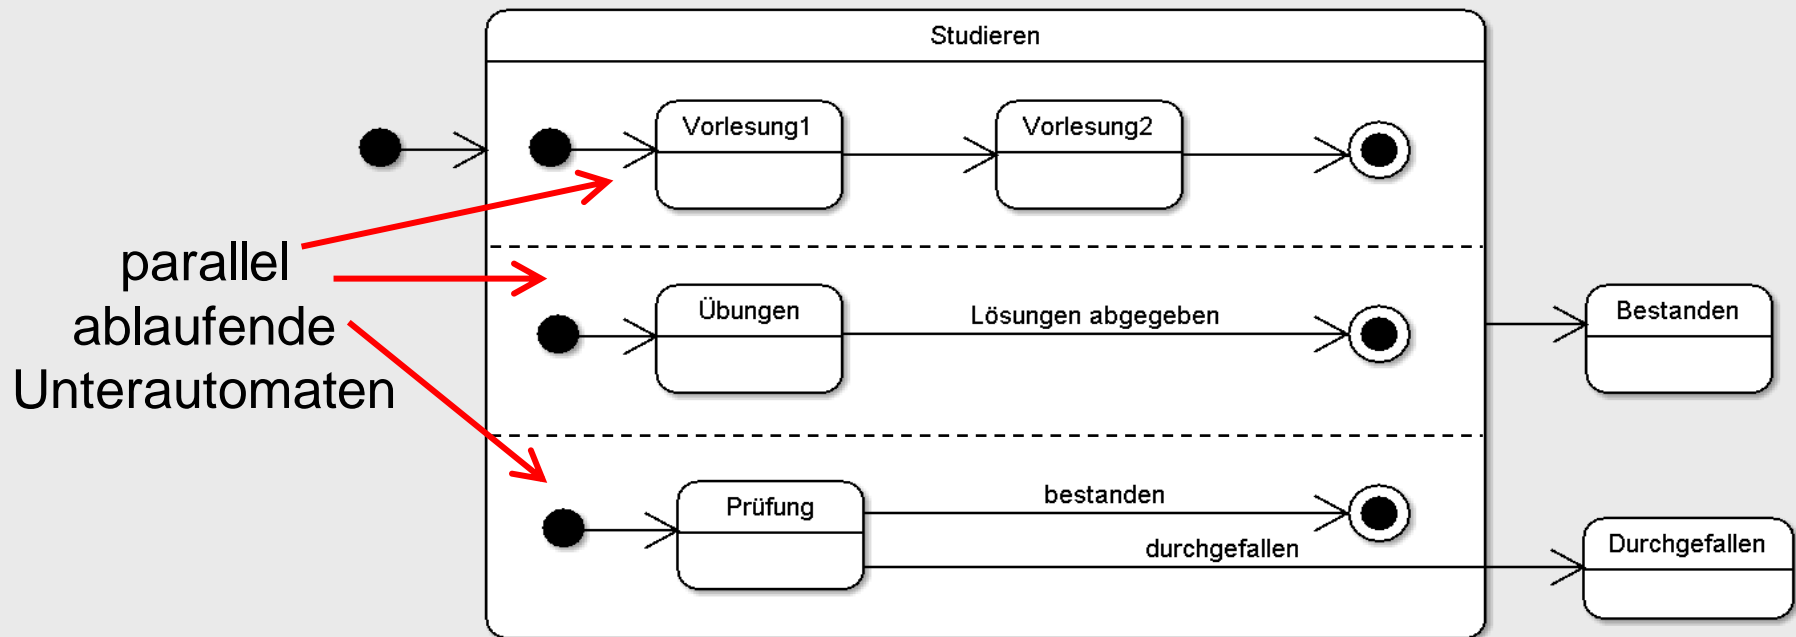 Studieren
Vorlesung1
Vorlesung2
parallel
ablaufende
Unterautomaten
Übungen
Lösungen abgegeben
Bestanden
Prüfung
bestanden
durchgefallen
Durchgefallen